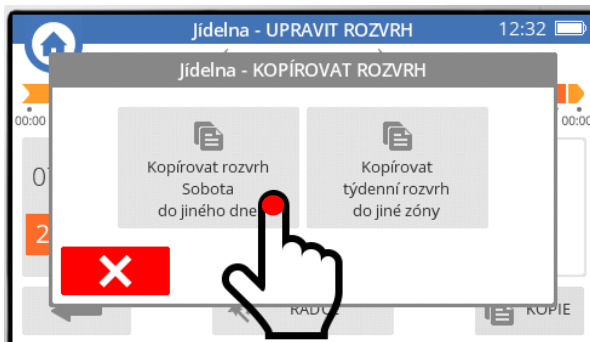 Jídelna - UPRAVIT ROZVRH 12:32
Jídelna - KOPÍROVAT ROZVRH
00:00 00:00
Kopírovat rozvrh
Sobota
do jiného dne
Kopírovat
týdenní rozvrh
do jiné zóny
KOPIE